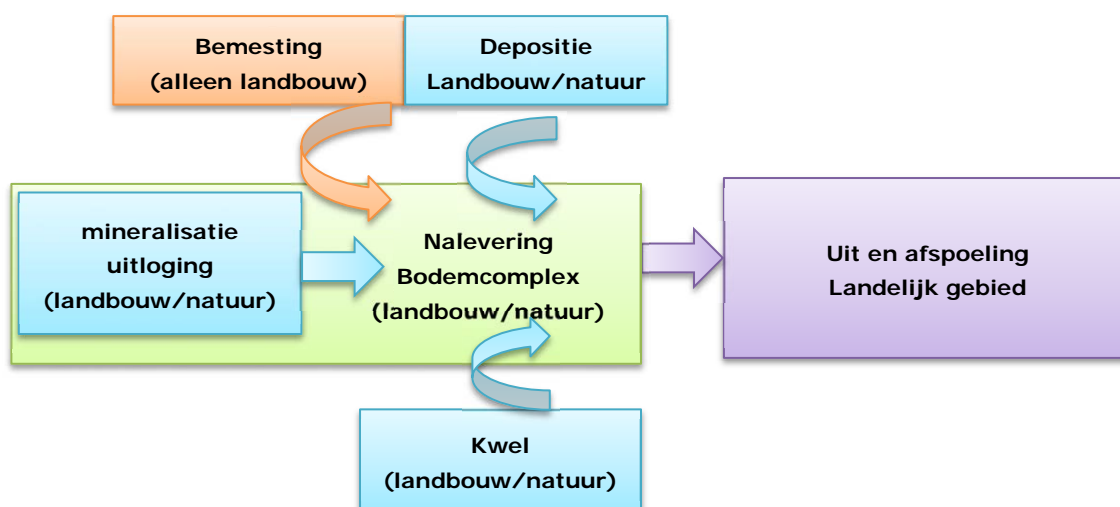 Bemesting
(alleen landbouw)
Depositie
Landbouw/natuur
mineralisatie
uitloging
(landbouw/natuur)
Nalevering
Bodemcomplex
(landbouw/natuur)
Uit en afspoeling
Landelijk gebied
Kwel
(landbouw/natuur)